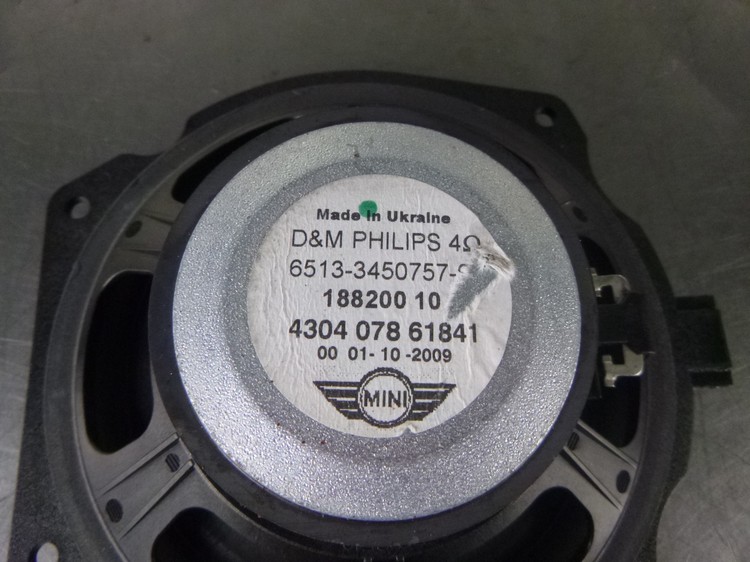 Made in Ukraine
D&M PHILIPS 4Ω
6513-3450757-
188200 10
4304 078 61841
00 01-10-2009
MINI